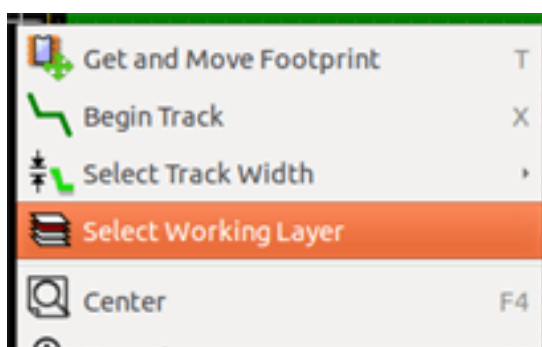 Get and Move Footprint T
Begin Track X
Select Track Width
Select Working Layer
Center F4